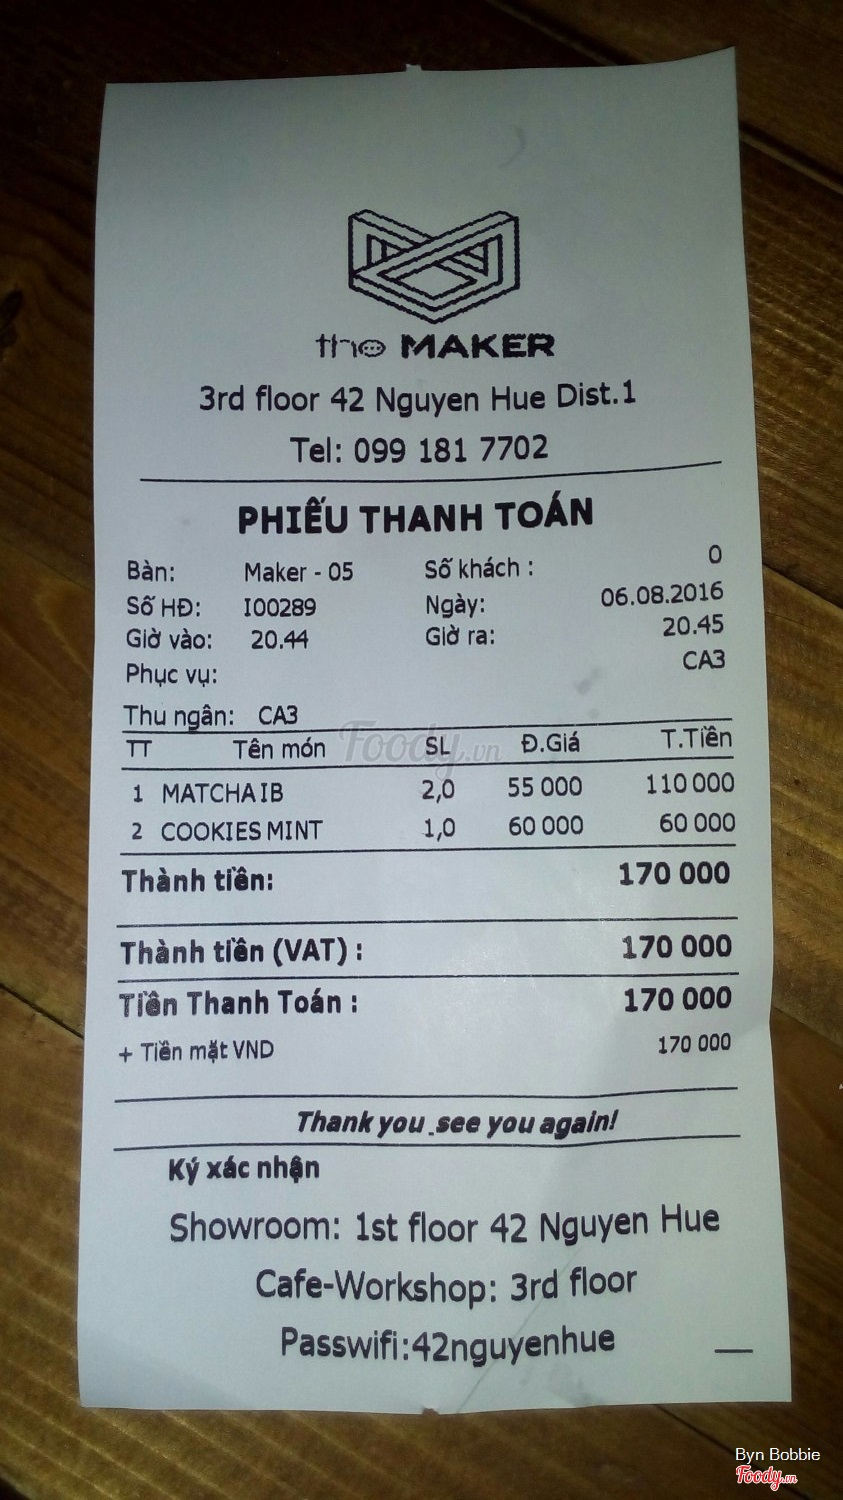 the MAKER
3rd floor 42 Nguyen Hue Dist.1
Tel: 099 181 7702
PHIẾU THANH TOÁN
Bàn: Maker - 05 Số khách : 0
Số HĐ: I00289 Ngày: 06.08.2016
Giờ vào: 20.44 Giờ ra: 20.45
Phục vụ: CA3
Thu ngân: CA3
TT Tên món SL Đ.Giá T.Tiền
1 MATCHA IB 2,0 55 000 110 000
2 COOKIES MINT 1,0 60 000 60 000
Thành tiền: 170 000
Thành tiền (VAT) : 170 000
Tiền Thanh Toán : 170 000
+ Tiền mặt VND 170 000
Thank you .see you again!
Ký xác nhận
Showroom: 1st floor 42 Nguyen Hue
Cafe-Workshop: 3rd floor
Passwifi:42nguyenhue
Foody.vn
Byn Bobbie
Foody.vn